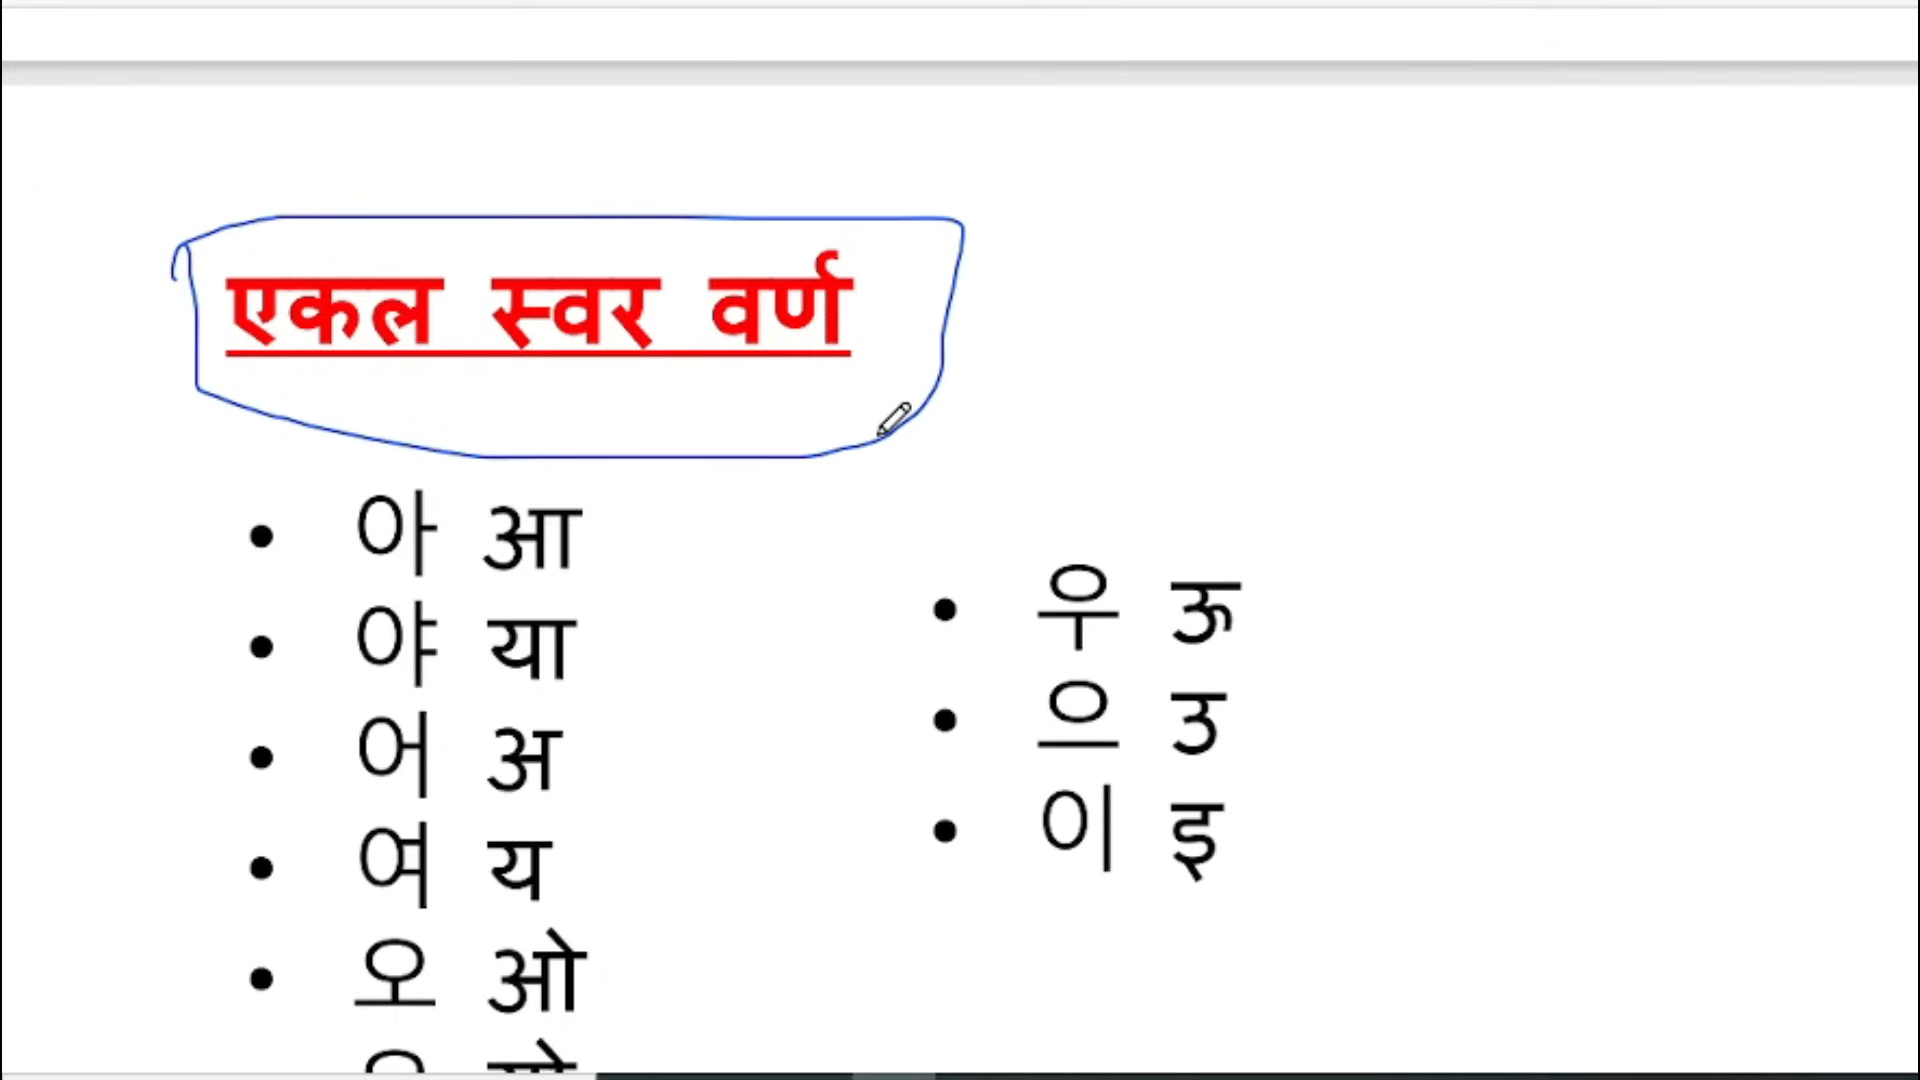 एकल स्वर वर्ण
• 아 आ
• 야 या
• 어 अ
• 여 य
• 오 ओ
• 우 ऊ
• 으 उ
• 이 इ